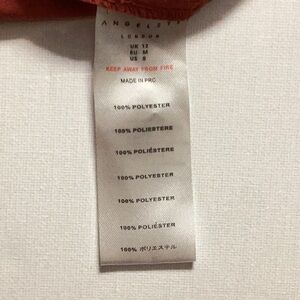 LONDON
UK 12
EU M
US 8
KEEP AWAY FROM FIRE
MADE IN PRC
100% POLYESTER
100% POLIESTERE
100% POLIÉSTERE
100% POLYESTER
100% POLYESTER
100% POLIÉSTER
100% ポリエステル